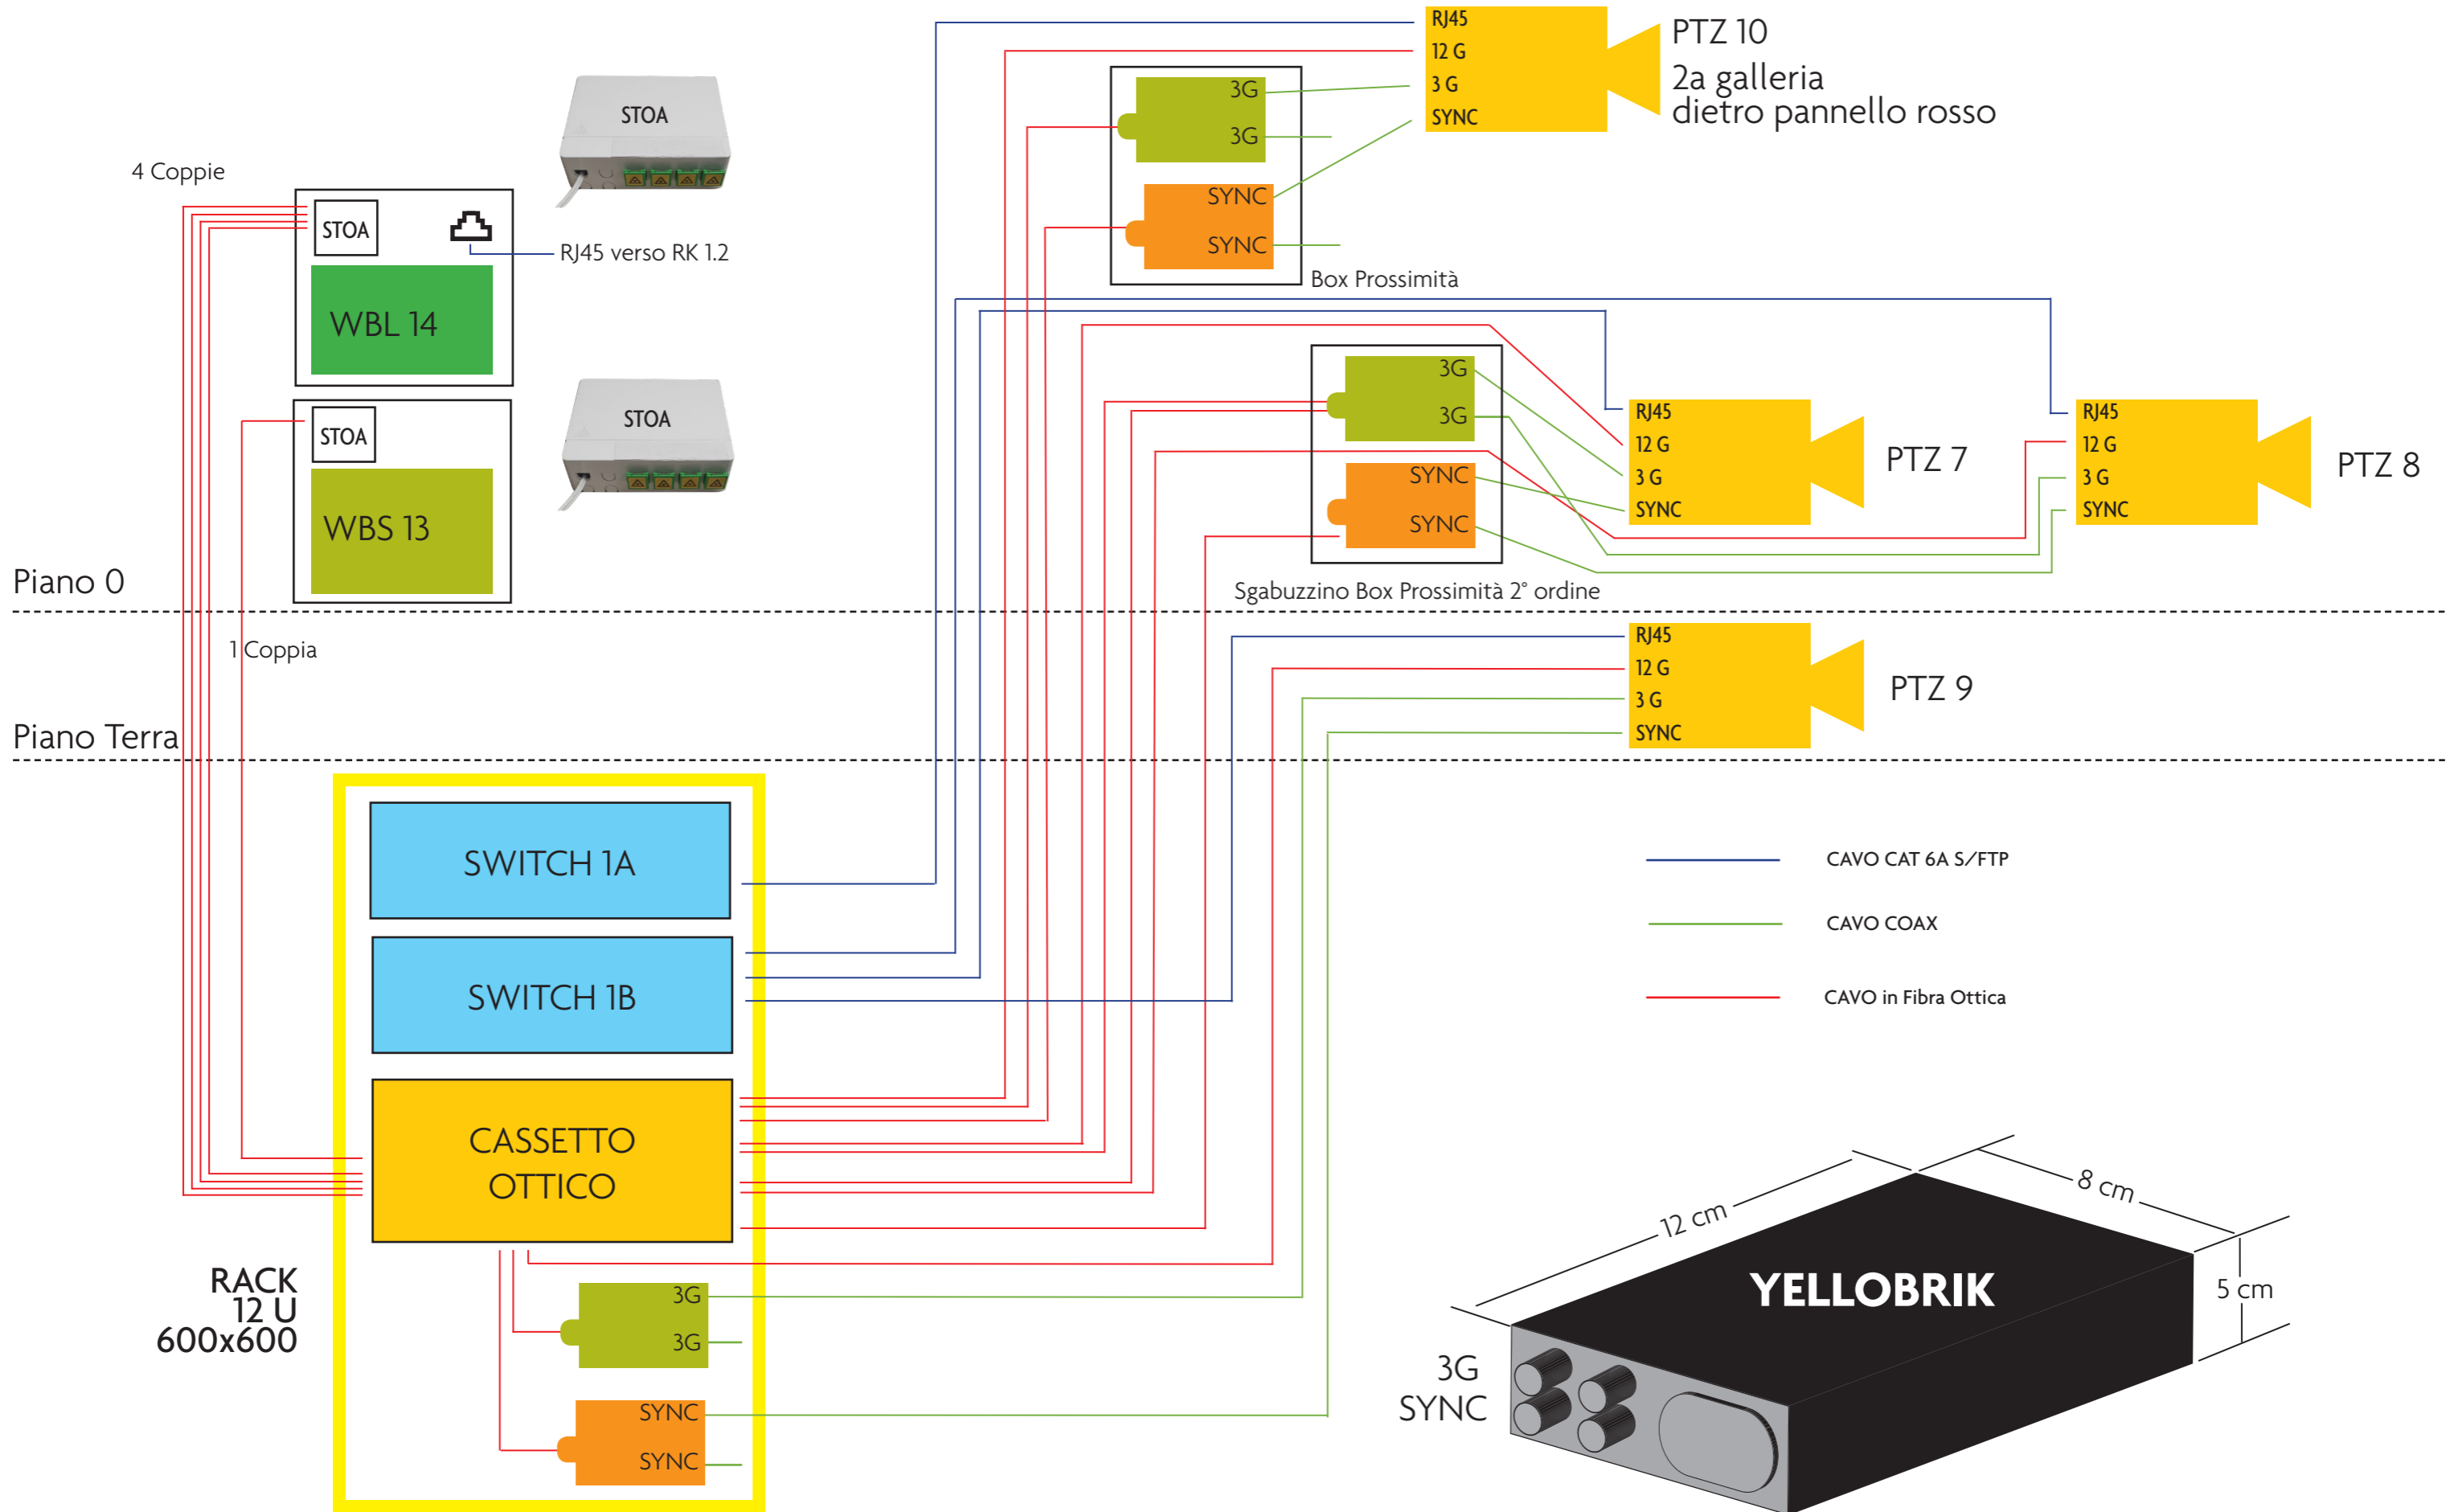 RJ45
12 G
3 G
SYNC
PTZ 10
2a galleria
dietro pannello rosso
3G
3G
SYNC
SYNC
Box Prossimità
STOA
4 Coppie
STOA
RJ45 verso RK 1.2
WBL 14
STOA
STOA
WBS 13
3G
3G
SYNC
SYNC
Sgabuzzino Box Prossimità 2° ordine
RJ45
12 G
3 G
SYNC
PTZ 7
RJ45
12 G
3 G
SYNC
PTZ 8
Piano 0
1 Coppia
RJ45
12 G
3 G
SYNC
PTZ 9
Piano Terra
SWITCH 1A
SWITCH 1B
CASSETTO
OTTICO
CAVO CAT 6A S/FTP
CAVO COAX
CAVO in Fibra Ottica
RACK
12 U
600x600
3G
3G
SYNC
SYNC
12 cm
8 cm
5 cm
YELLOBRIK
3G
SYNC